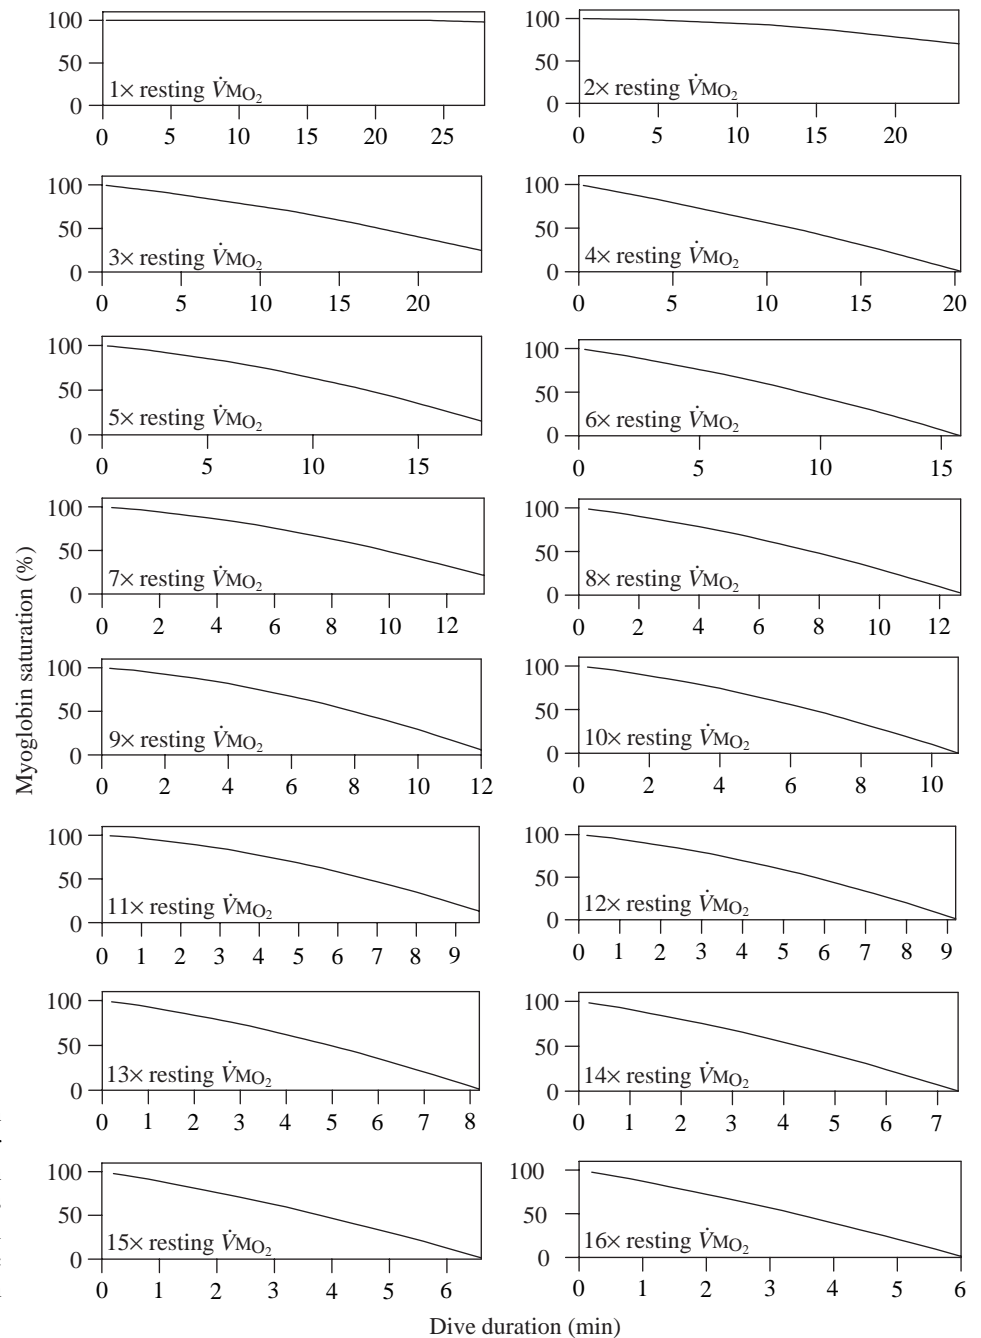 100
50
0
1× resting V̇MO₂
0 5 10 15 20 25
100
50
0
2× resting V̇MO₂
0 5 10 15 20
100
50
0
3× resting V̇MO₂
0 5 10 15 20
100
50
0
4× resting V̇MO₂
0 5 10 15 20
100
50
0
5× resting V̇MO₂
0 5 10 15
100
50
0
6× resting V̇MO₂
0 5 10 15
100
50
0
7× resting V̇MO₂
0 2 4 6 8 10 12
100
50
0
8× resting V̇MO₂
0 2 4 6 8 10 12
Myoglobin saturation (%)
100
50
0
9× resting V̇MO₂
0 2 4 6 8 10 12
100
50
0
10× resting V̇MO₂
0 2 4 6 8 10
100
50
0
11× resting V̇MO₂
0 1 2 3 4 5 6 7 8 9
100
50
0
12× resting V̇MO₂
0 1 2 3 4 5 6 7 8 9
100
50
0
13× resting V̇MO₂
0 1 2 3 4 5 6 7 8
100
50
0
14× resting V̇MO₂
0 1 2 3 4 5 6 7
100
50
0
15× resting V̇MO₂
0 1 2 3 4 5 6
100
50
0
16× resting V̇MO₂
0 1 2 3 4 5 6
Dive duration (min)